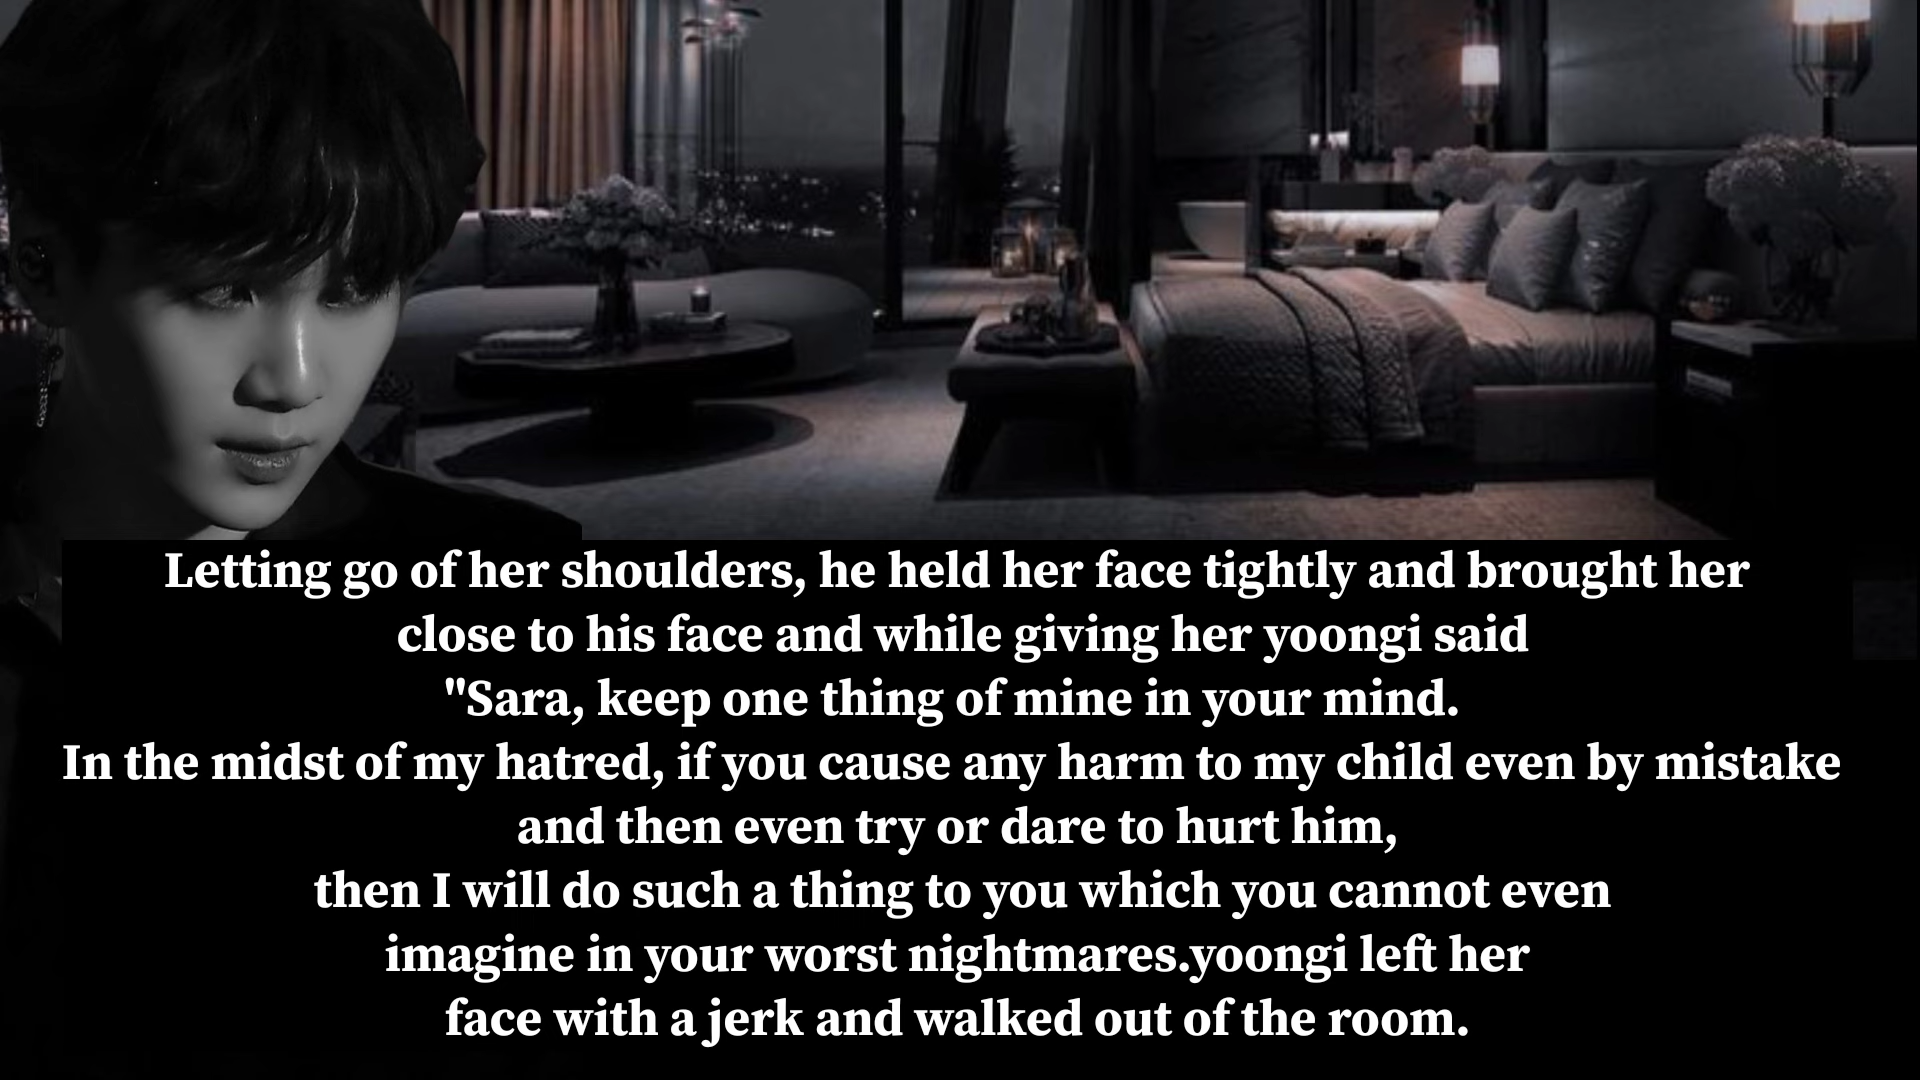 Letting go of her shoulders, he held her face tightly and brought her
close to his face and while giving her yoongi said
"Sara, keep one thing of mine in your mind.
In the midst of my hatred, if you cause any harm to my child even by mistake
and then even try or dare to hurt him,
then I will do such a thing to you which you cannot even
imagine in your worst nightmares.yoongi left her
face with a jerk and walked out of the room.